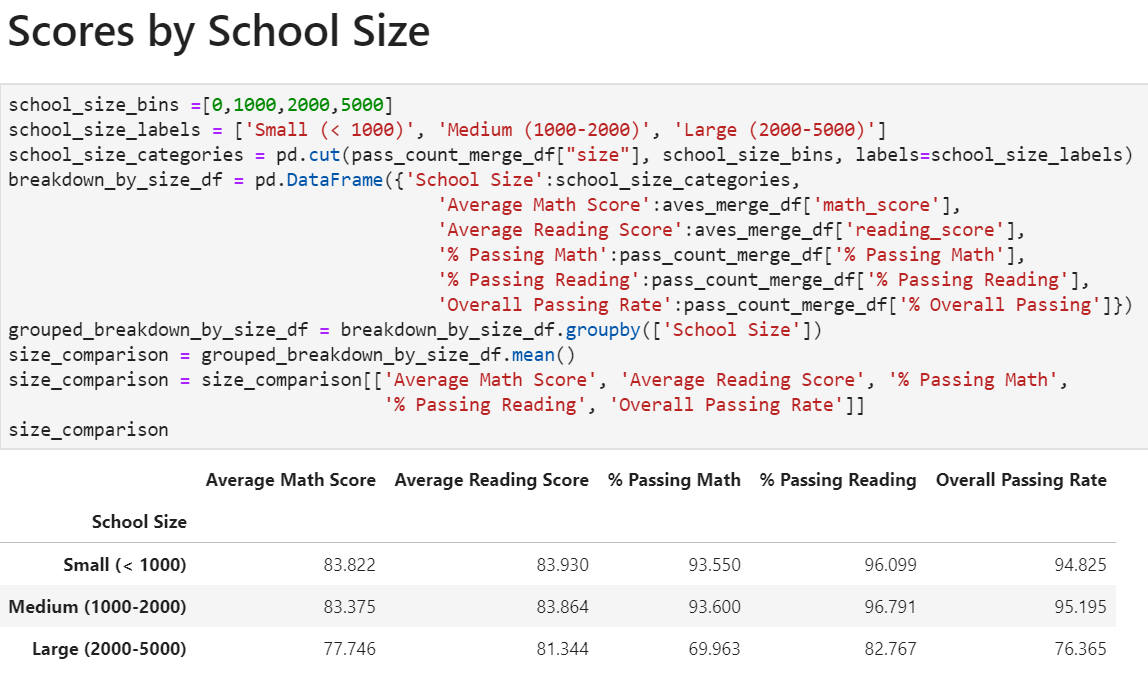 Scores by School Size
school_size_bins =[0,1000,2000,5000]
school_size_labels = ['Small (< 1000)', 'Medium (1000-2000)', 'Large (2000-5000)']
school_size_categories = pd.cut(pass_count_merge_df["size"], school_size_bins, labels=school_size_labels)
breakdown_by_size_df = pd.DataFrame({'School Size':school_size_categories,
'Average Math Score':aves_merge_df['math_score'],
'Average Reading Score':aves_merge_df['reading_score'],
'% Passing Math':pass_count_merge_df['% Passing Math'],
'% Passing Reading':pass_count_merge_df['% Passing Reading'],
'Overall Passing Rate':pass_count_merge_df['% Overall Passing']})
grouped_breakdown_by_size_df = breakdown_by_size_df.groupby(['School Size'])
size_comparison = grouped_breakdown_by_size_df.mean()
size_comparison = size_comparison[['Average Math Score', 'Average Reading Score', '% Passing Math',
'% Passing Reading', 'Overall Passing Rate']]
size_comparison
Average Math Score Average Reading Score % Passing Math % Passing Reading Overall Passing Rate
School Size
Small (< 1000) 83.822 83.930 93.550 96.099 94.825
Medium (1000-2000) 83.375 83.864 93.600 96.791 95.195
Large (2000-5000) 77.746 81.344 69.963 82.767 76.365